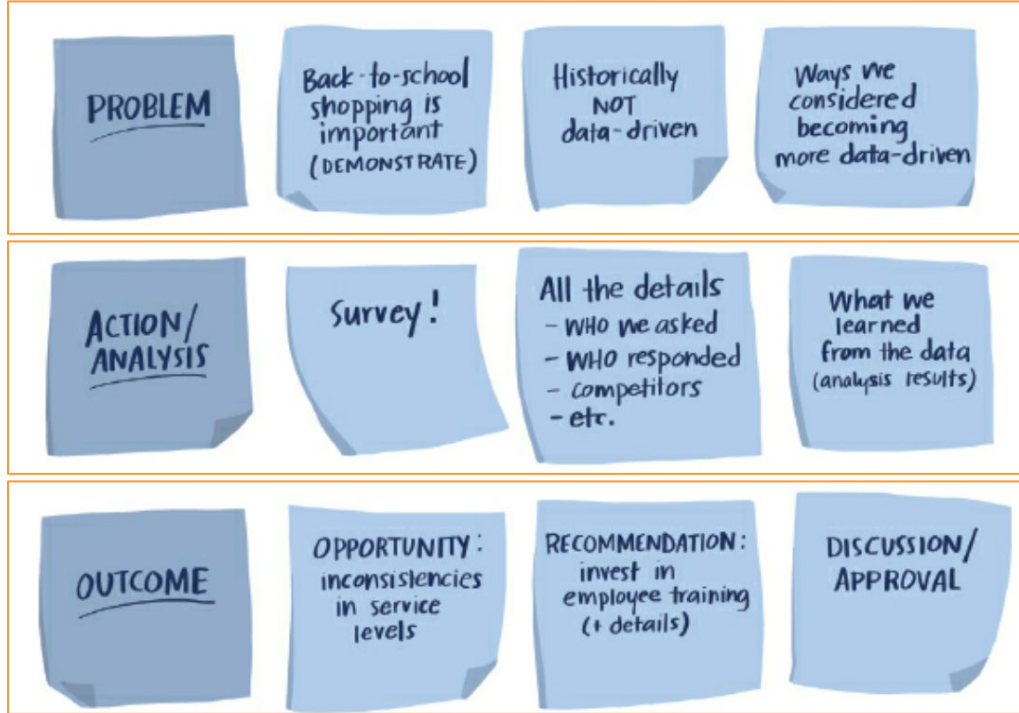 PROBLEM
Back-to-school
shopping is
important
(DEMONSTRATE)
Historically
NOT
data-driven
Ways we
considered
becoming
more data-driven
ACTION/
ANALYSIS
Survey!
All the details
- WHO we asked
- WHO responded
- competitors
- etc.
What we
learned
from the data
(analysis results)
OUTCOME
OPPORTUNITY:
inconsistencies
in service
levels
RECOMMENDATION:
invest in
employee training
(+ details)
DISCUSSION/
APPROVAL